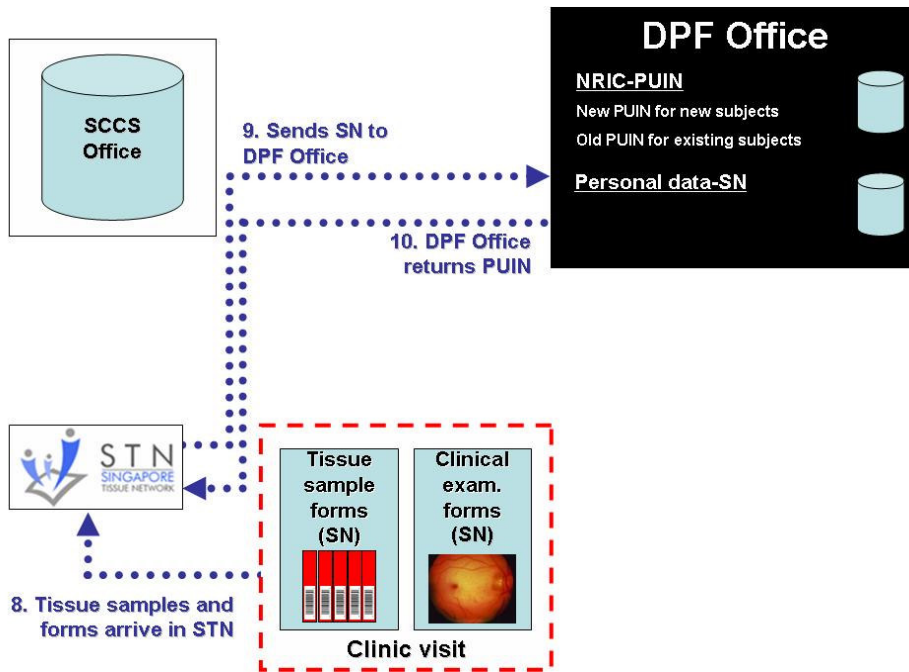 DPF Office
NRIC-PUIN
New PUIN for new subjects
Old PUIN for existing subjects
Personal data-SN
SCCS
Office
9. Sends SN to
DPF Office
10. DPF Office
returns PUIN
STN
SINGAPORE
TISSUE NETWORK
Tissue
sample
forms
(SN)
Clinical
exam.
forms
(SN)
8. Tissue samples and
forms arrive in STN
Clinic visit